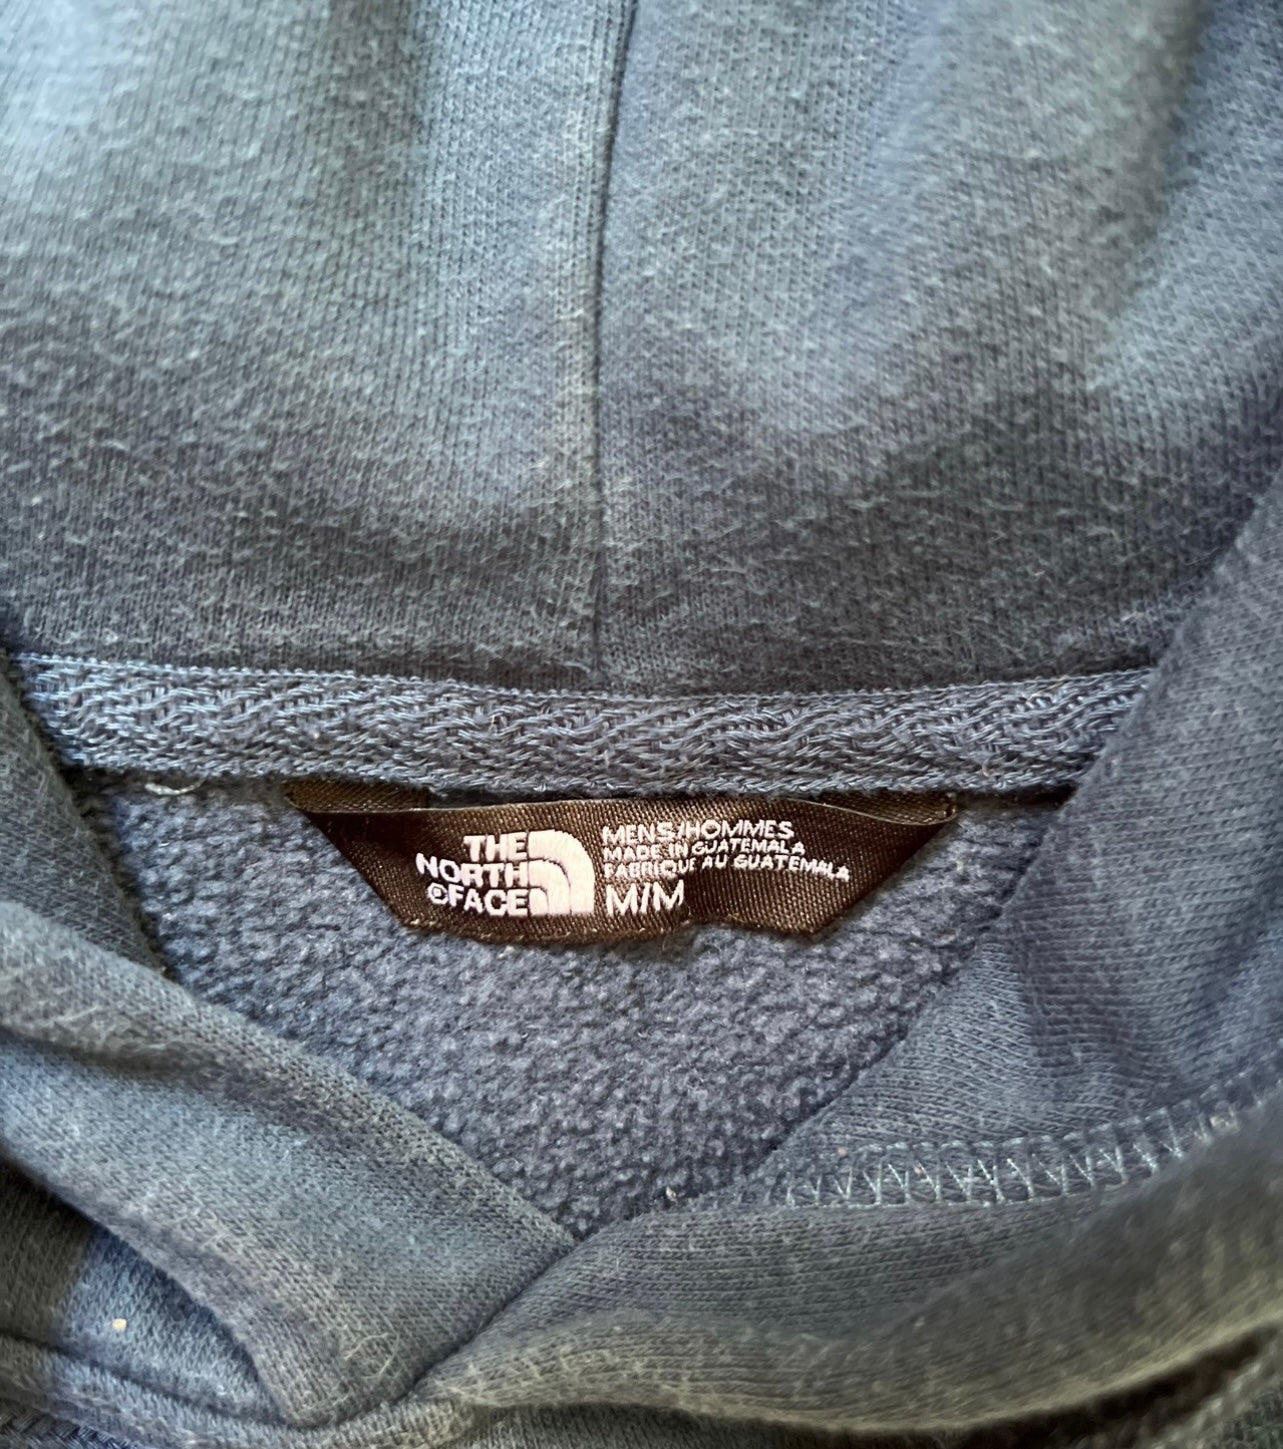 THE
NORTH
©FACE
MENS/HOMMES
MADE IN GUATEMALA
FABRIQUE AU GUATEMALA
M/M